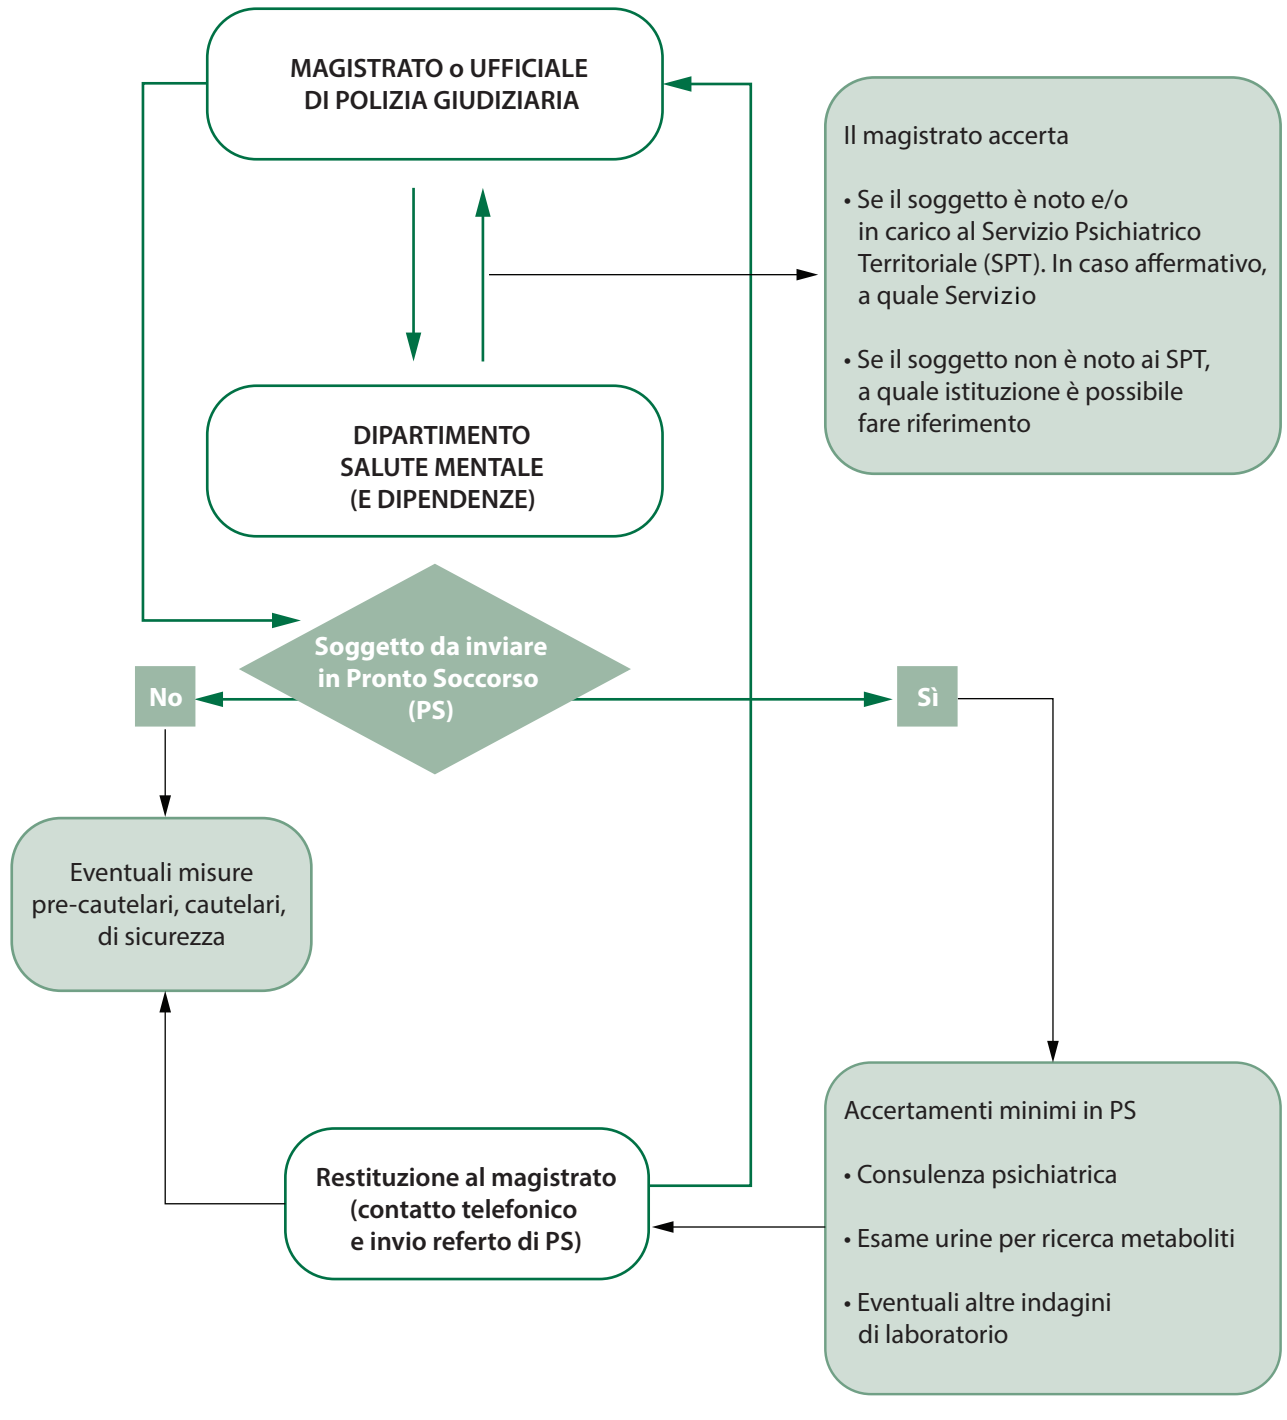 MAGISTRATO o UFFICIALE
DI POLIZIA GIUDIZIARIA
Il magistrato accerta
• Se il soggetto è noto e/o
in carico al Servizio Psichiatrico
Territoriale (SPT). In caso affermativo,
a quale Servizio
• Se il soggetto non è noto ai SPT,
a quale istituzione è possibile
fare riferimento
DIPARTIMENTO
SALUTE MENTALE
(E DIPENDENZE)
Soggetto da inviare
in Pronto Soccorso
(PS)
No
Sì
Eventuali misure
pre-cautelari, cautelari,
di sicurezza
Accertamenti minimi in PS
• Consulenza psichiatrica
• Esame urine per ricerca metaboliti
• Eventuali altre indagini
di laboratorio
Restituzione al magistrato
(contatto telefonico
e invio referto di PS)